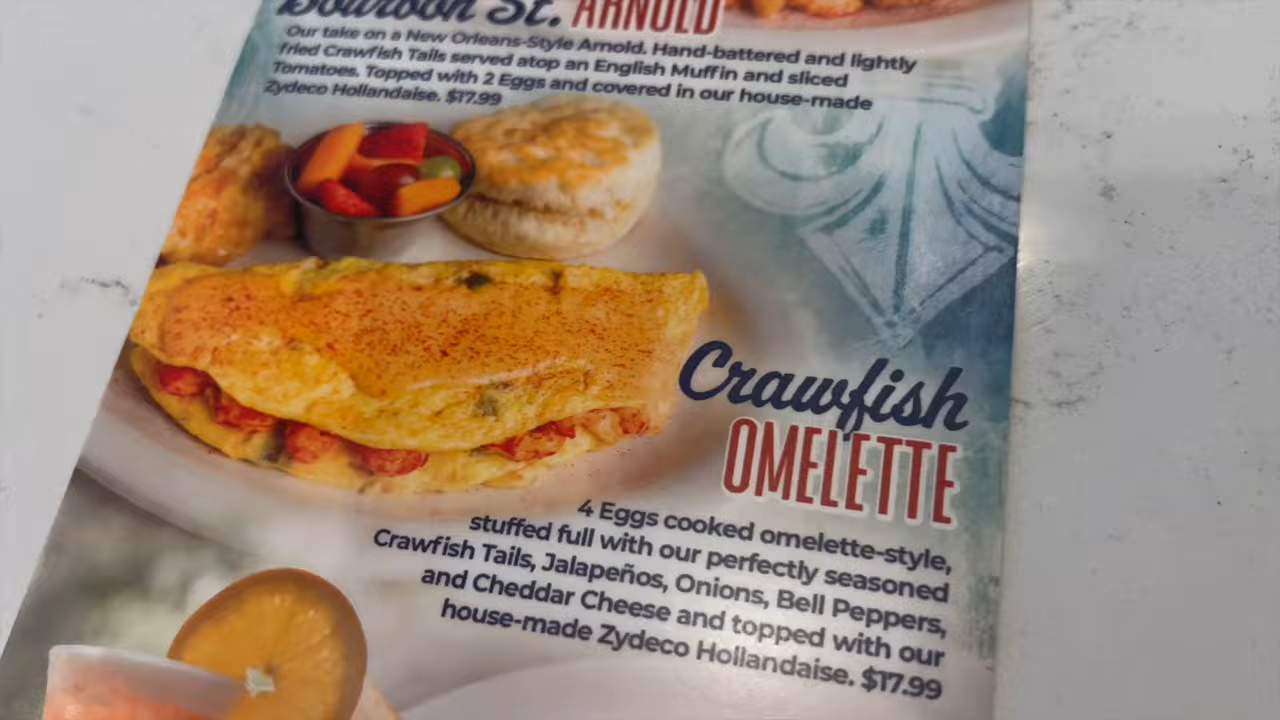 Bourbon St. ARNOLD
Our take on a New Orleans-Style Arnold. Hand-battered and lightly
fried Crawfish Tails served atop an English Muffin and sliced
Tomatoes. Topped with 2 Eggs and covered in our house-made
Zydeco Hollandaise. $17.99
Crawfish
OMELETTE
4 Eggs cooked omelette-style,
stuffed full with our perfectly seasoned
Crawfish Tails, Jalapeños, Onions, Bell Peppers,
and Cheddar Cheese and topped with our
house-made Zydeco Hollandaise. $17.99